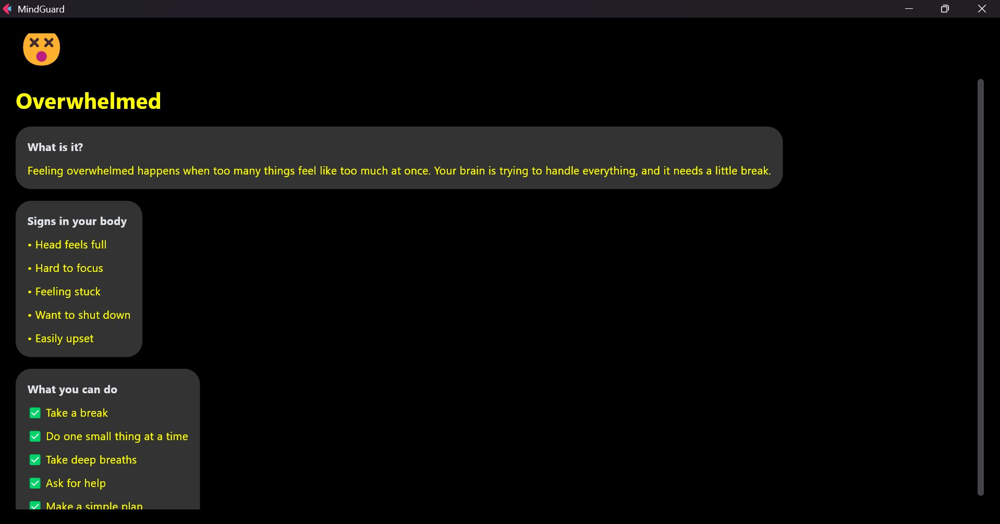 MindGuard
Overwhelmed
What is it?
Feeling overwhelmed happens when too many things feel like too much at once. Your brain is trying to handle everything, and it needs a little break.
Signs in your body
• Head feels full
• Hard to focus
• Feeling stuck
• Want to shut down
• Easily upset
What you can do
✅ Take a break
✅ Do one small thing at a time
✅ Take deep breaths
✅ Ask for help
✅ Make a simple plan